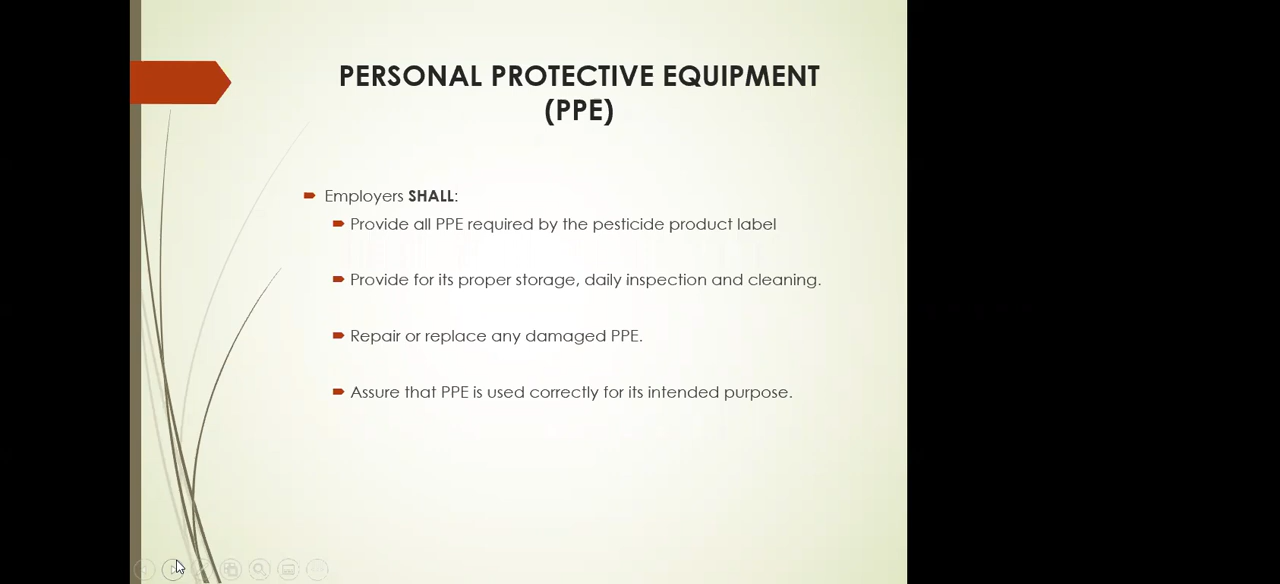 PERSONAL PROTECTIVE EQUIPMENT
(PPE)
Employers SHALL:
Provide all PPE required by the pesticide product label
Provide for its proper storage, daily inspection and cleaning.
Repair or replace any damaged PPE.
Assure that PPE is used correctly for its intended purpose.